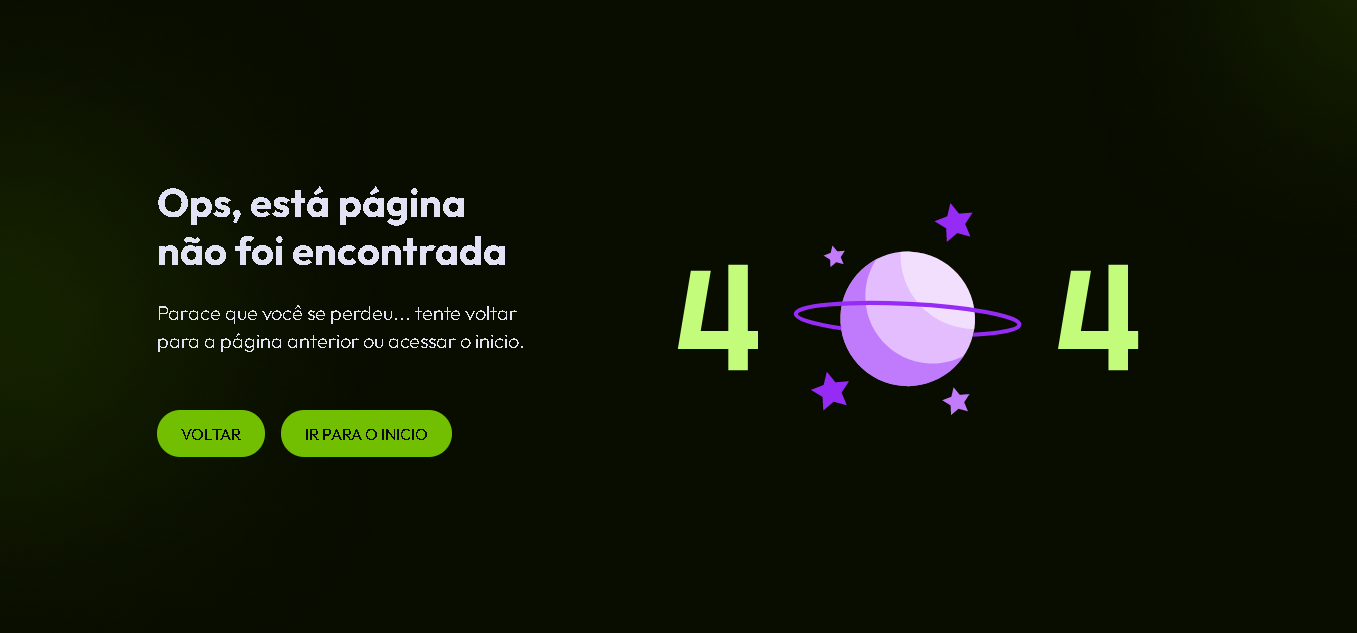 Ops, está página
não foi encontrada
Parace que você se perdeu... tente voltar
para a página anterior ou acessar o inicio.
VOLTAR
IR PARA O INICIO
4 4